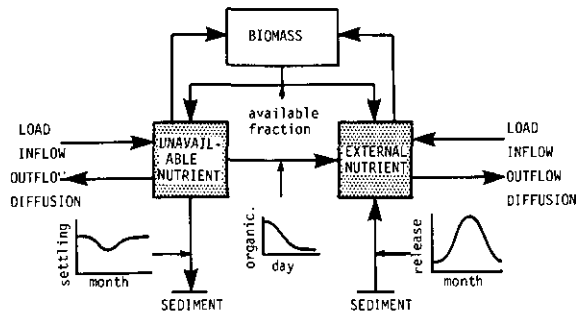 BIOMASS
available
fraction
LOAD
INFLOW
OUTFLOW
DIFFUSION
UNAVAIL-
ABLE
NUTRIENT
EXTERNAL
NUTRIENT
LOAD
INFLOW
OUTFLOW
DIFFUSION
settling
month
organic.
day
release
month
SEDIMENT
SEDIMENT